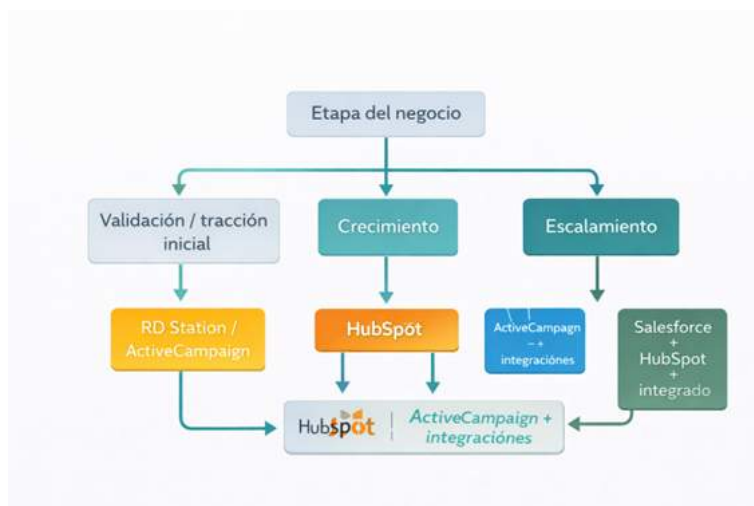 Etapa del negocio
Validación / tracción
inicial
Crecimiento
Escalamiento
RD Station /
ActiveCampaign
HubSpót
ActiveCampagn
– +
integraciónes
Salesforce
+
HubSpot
+
integrado
HubSpot
ActiveCampaign +
integraciónes